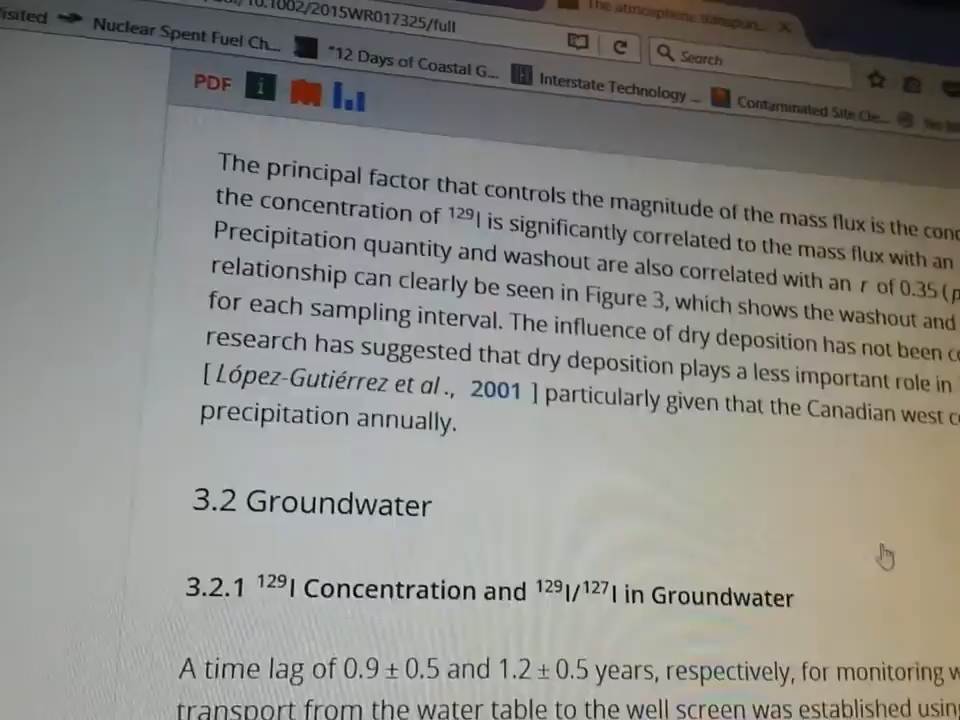 10.1002/2015WR017325/full
The atmospheric transpor...
isited
Nuclear Spent Fuel Ch...
"12 Days of Coastal G...
Interstate Technology ...
Contaminated Site Cle...
Search
PDF
i
The principal factor that controls the magnitude of the mass flux is the conc
the concentration of ¹²⁹I is significantly correlated to the mass flux with an
Precipitation quantity and washout are also correlated with an r of 0.35 (p
relationship can clearly be seen in Figure 3, which shows the washout and
for each sampling interval. The influence of dry deposition has not been c
research has suggested that dry deposition plays a less important role in
[ López-Gutiérrez et al ., 2001 ] particularly given that the Canadian west c
precipitation annually.
3.2 Groundwater
3.2.1 ¹²⁹I Concentration and ¹²⁹I/¹²⁷I in Groundwater
A time lag of 0.9 ± 0.5 and 1.2 ± 0.5 years, respectively, for monitoring w
transport from the water table to the well screen was established usin